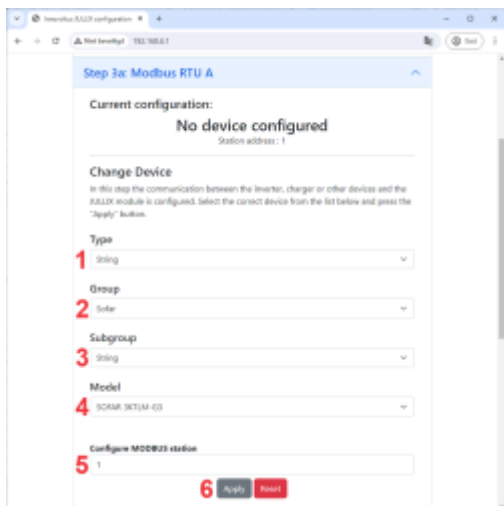 Step 3a: Modbus RTU A
Current configuration:
No device configured
Station address : 1
Change Device
In this step the communication between the inverter, charger or other devices and the
module is configured. Select the correct device from the list below and press the
"Apply" button.
Type
1 String
Group
2 Sofar
Subgroup
3 String
Model
4 SOFAR
Configure MODBUS station
5 1
6 Apply Reset